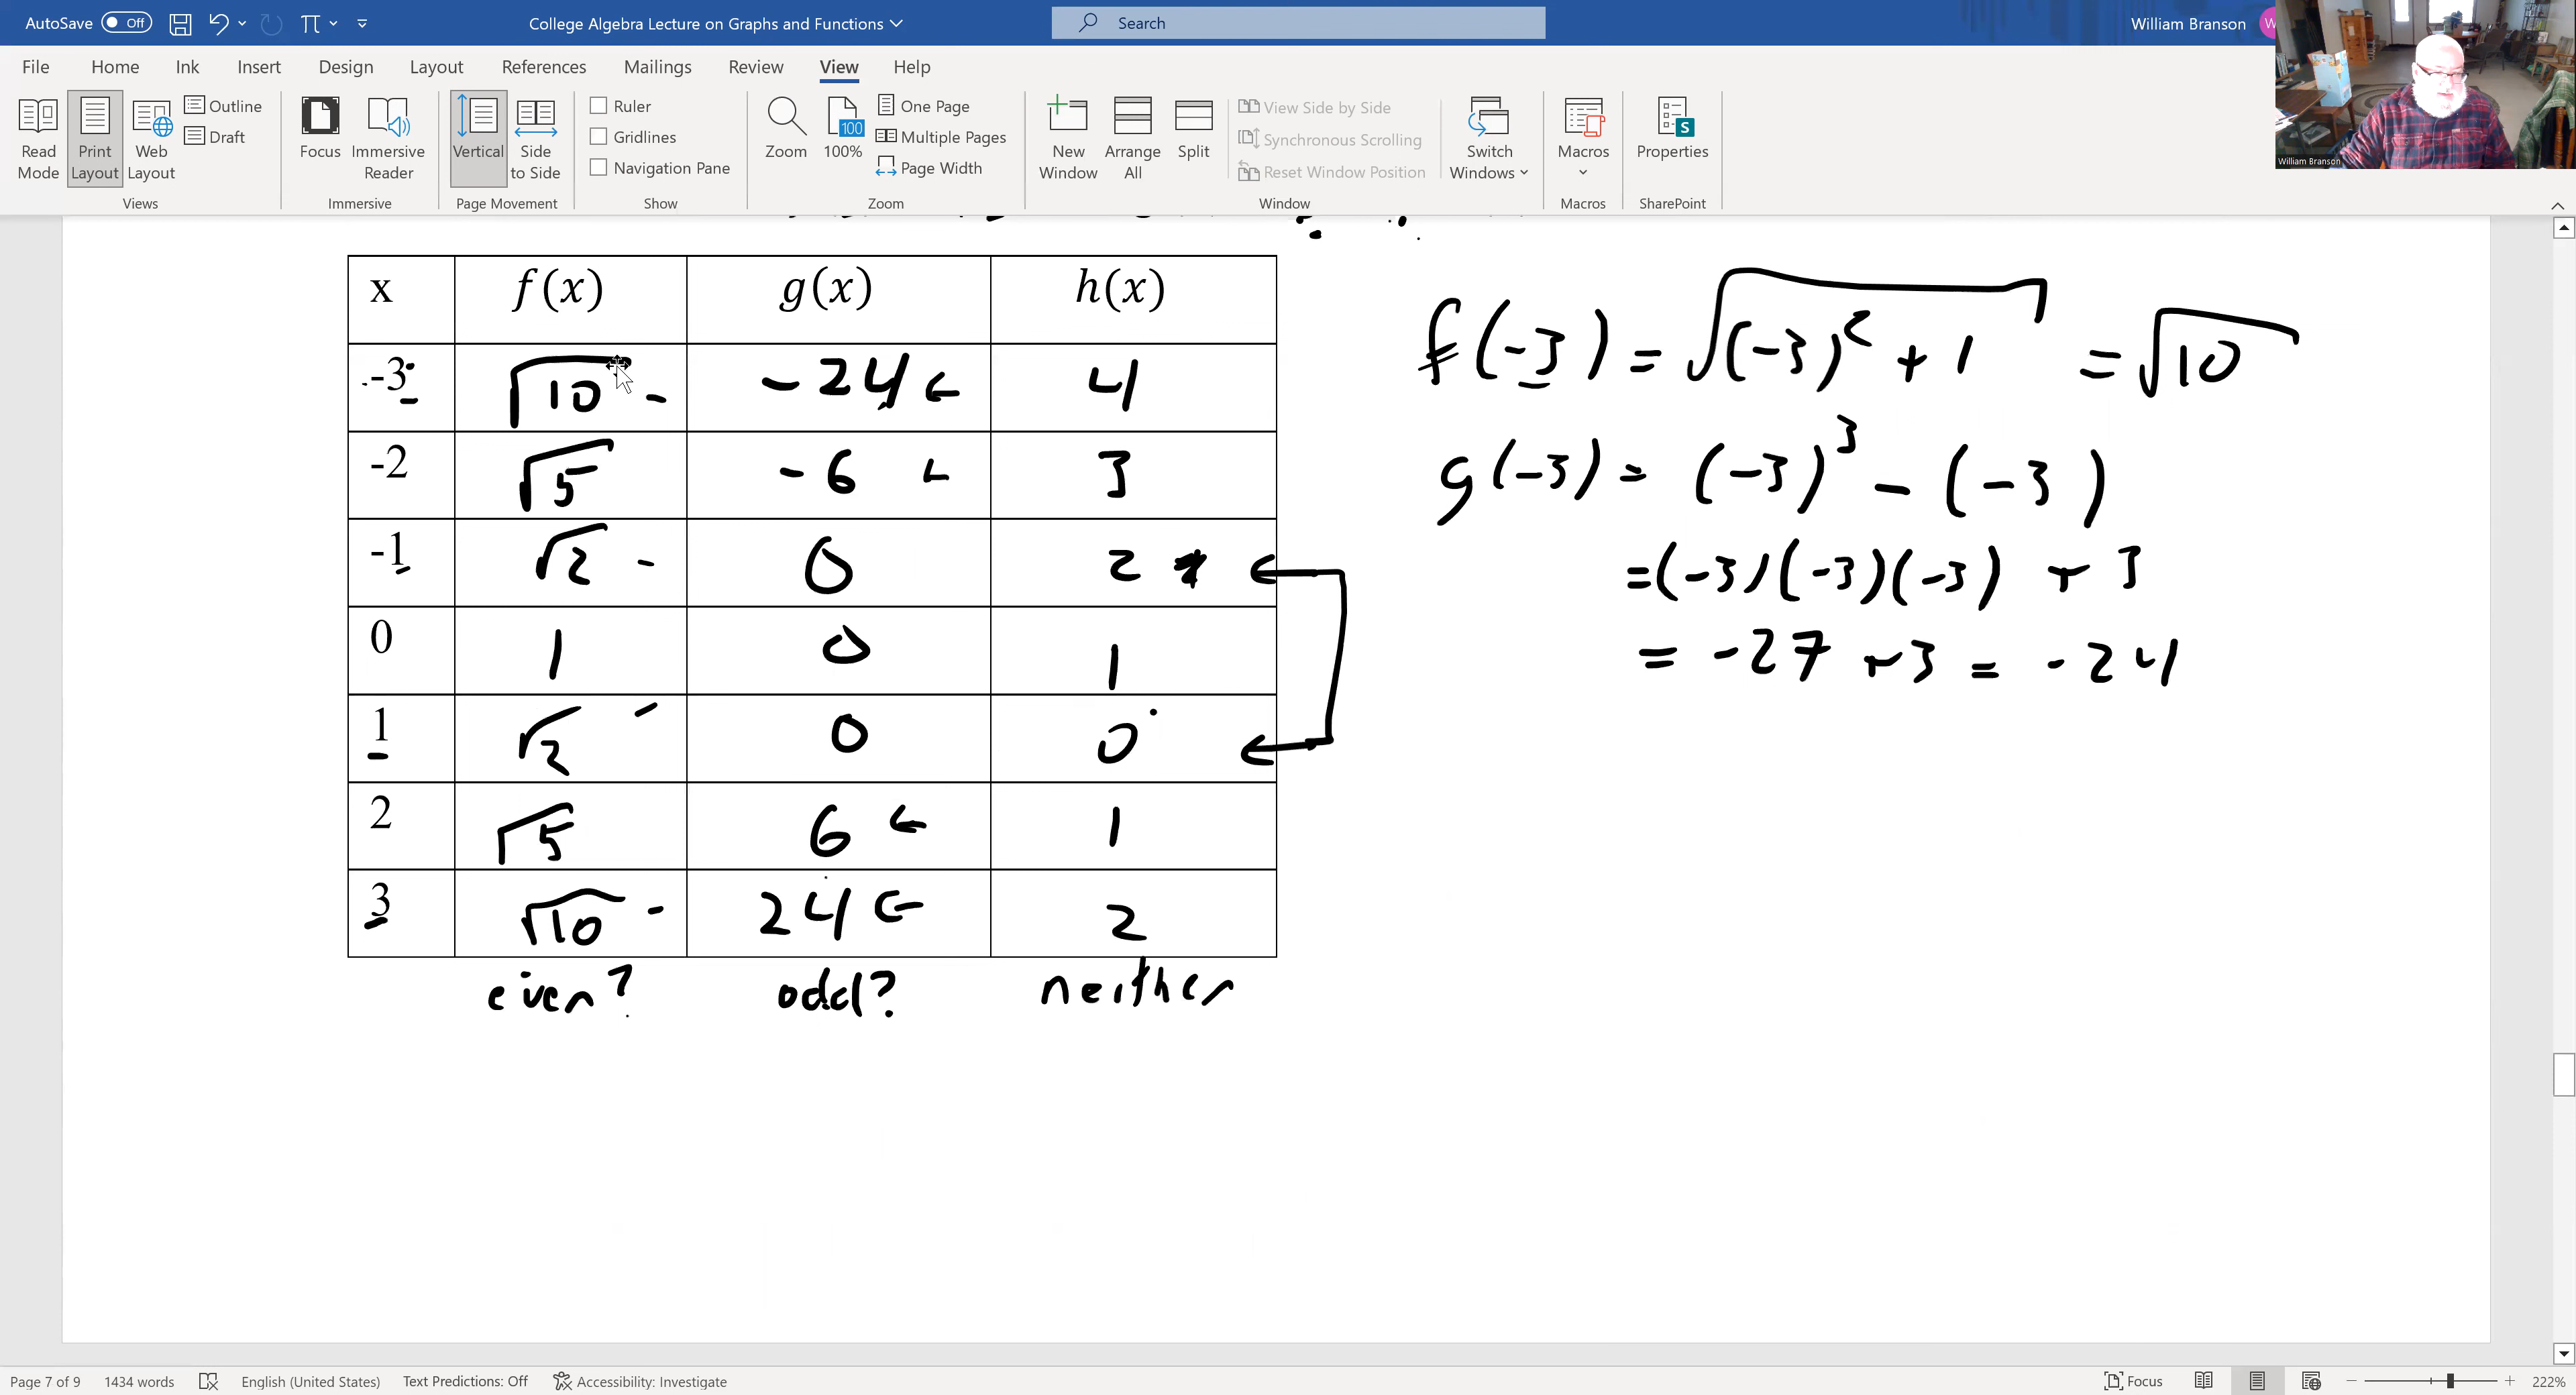 AutoSave Off π College Algebra Lecture on Graphs and Functions Search William Branson W
File Home Ink Insert Design Layout References Mailings Review View Help
Read Mode
Print Layout
Web Layout
Outline
Draft
Views
Focus
Immersive Reader
Immersive
Vertical
Side to Side
Page Movement
Ruler
Gridlines
Navigation Pane
Show
Zoom
100
100%
One Page
Multiple Pages
Page Width
Zoom
New Window
Arrange All
Split
View Side by Side
Synchronous Scrolling
Reset Window Position
Switch Windows
Window
Macros
Macros
S
Properties
SharePoint
William Branson
x f(x) g(x) h(x)
-3 √10 -24 4
-2 √5 -6 3
-1 √2 0 2
0 1 0 1
1 √2 0 0
2 √5 6 1
3 √10 24 2
even? odd? neither
f(-3) = √(-3)² + 1 = √10
g(-3) = (-3)³ - (-3)
= (-3)(-3)(-3) + 3
= -27 + 3 = -24
Page 7 of 9 1434 words English (United States) Text Predictions: Off Accessibility: Investigate Focus 222%